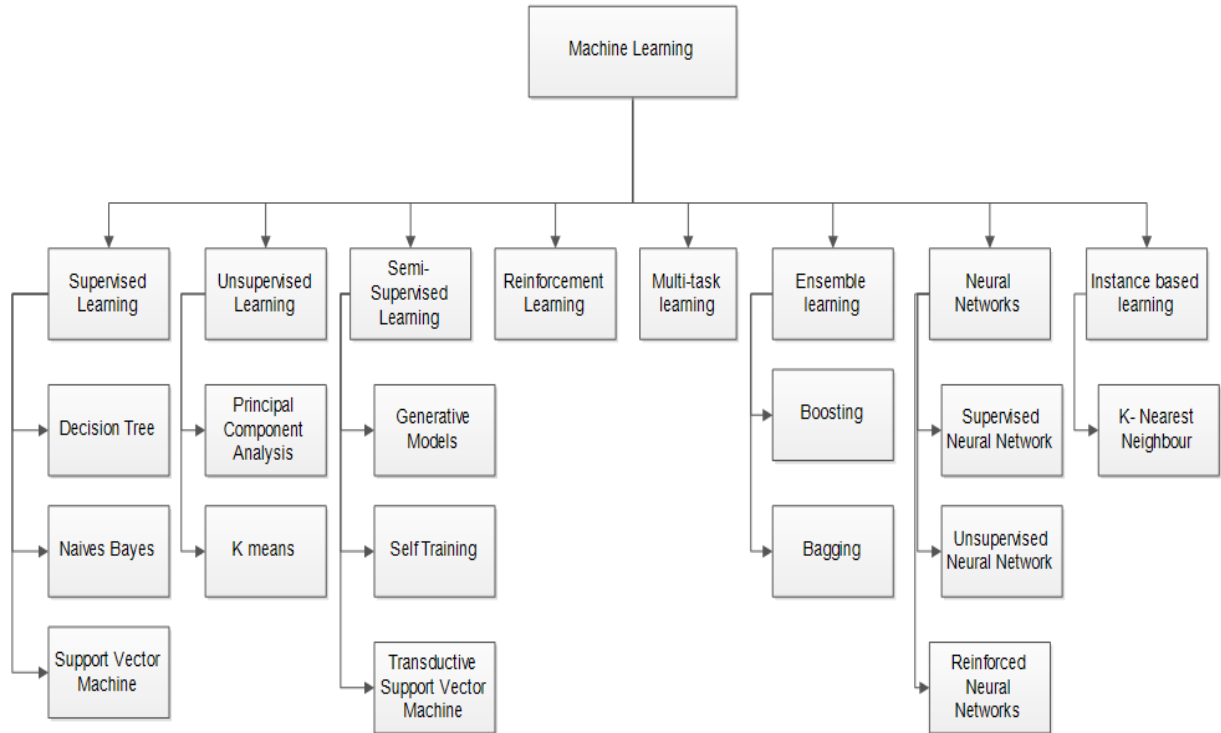 Machine Learning
Supervised
Learning
Unsupervised
Learning
Semi-
Supervised
Learning
Reinforcement
Learning
Multi-task
learning
Ensemble
learning
Neural
Networks
Instance based
learning
Decision Tree
Principal
Component
Analysis
Generative
Models
Boosting
Supervised
Neural Network
K- Nearest
Neighbour
Naives Bayes
K means
Self Training
Bagging
Unsupervised
Neural Network
Support Vector
Machine
Transductive
Support Vector
Machine
Reinforced
Neural
Networks